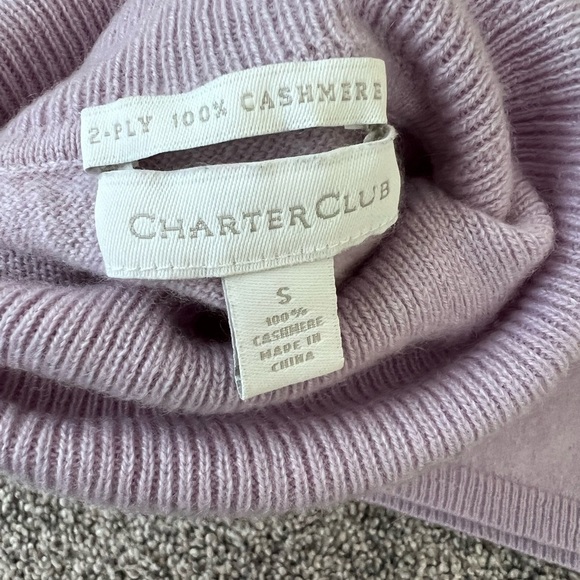 2-PLY 100% CASHMERE
CHARTER CLUB
S
100%
CASHMERE
MADE IN
CHINA